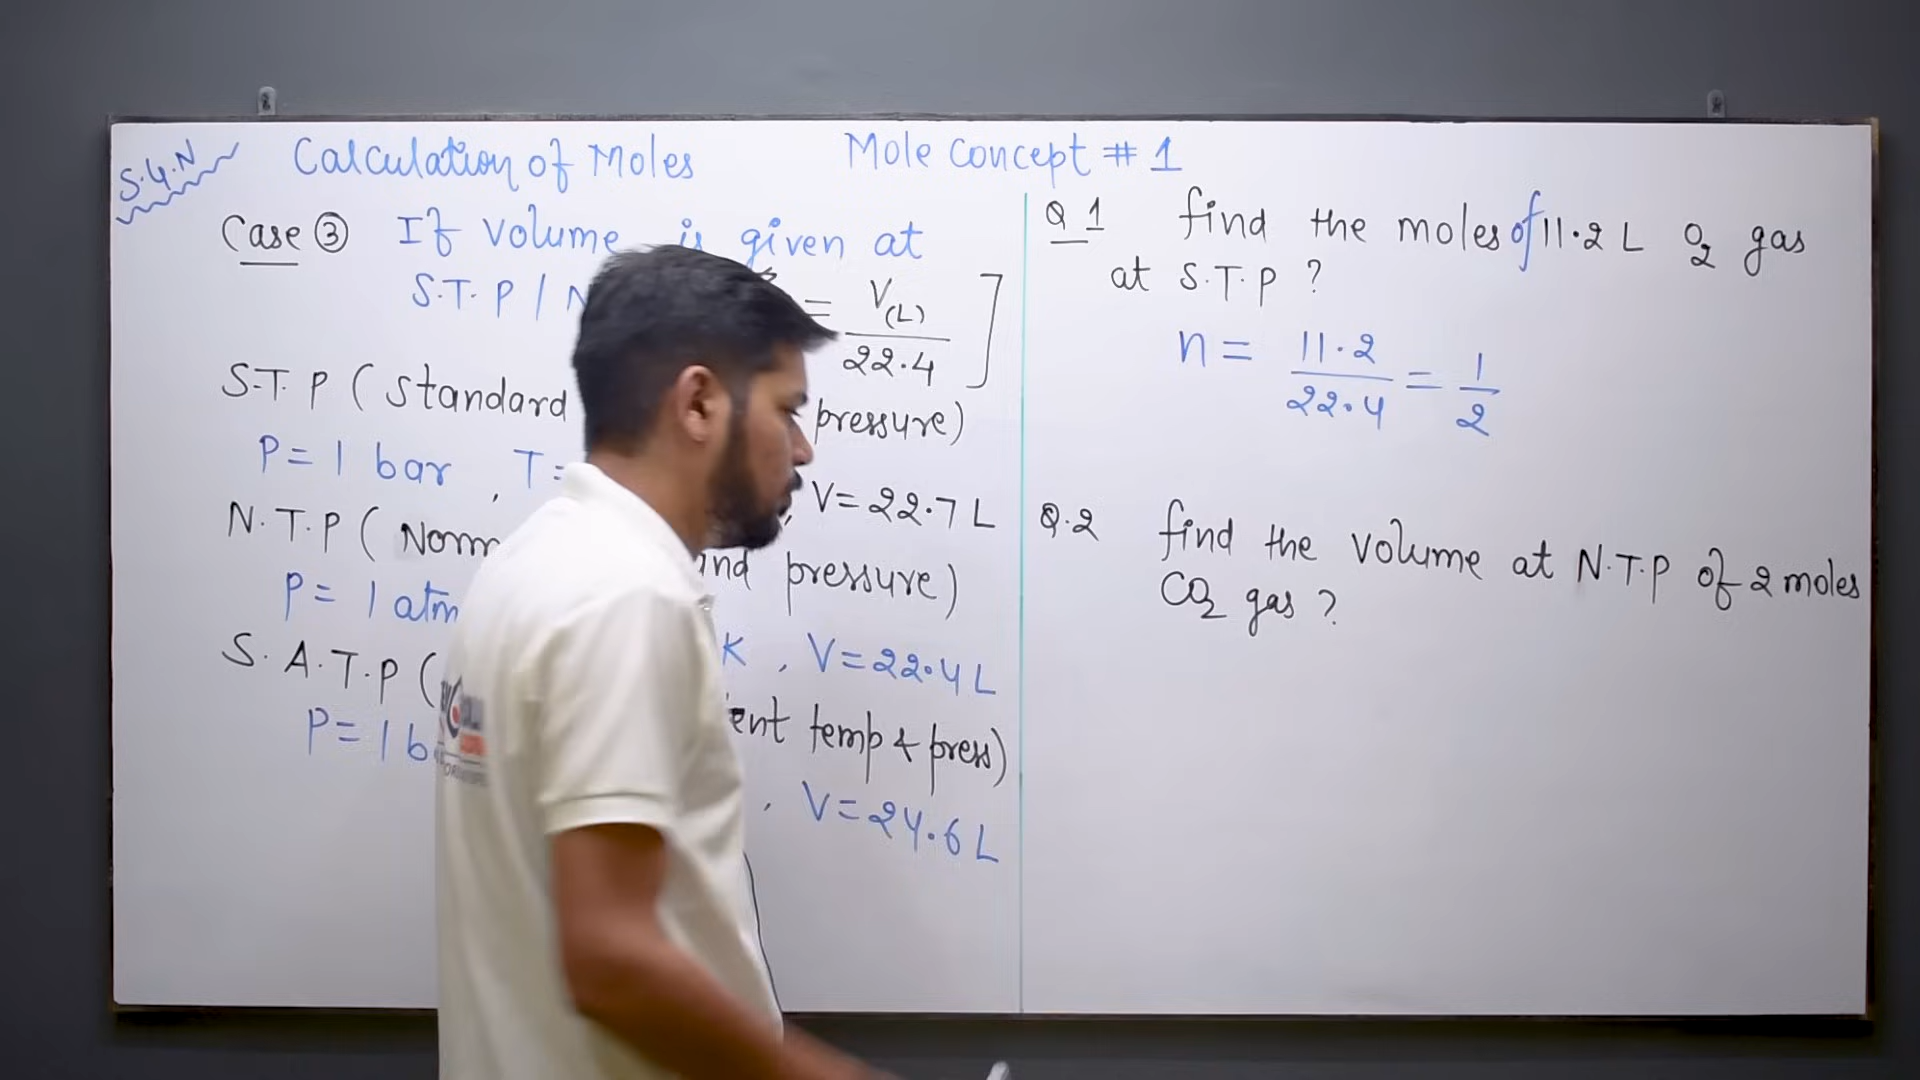 S.Y.N
Calculation of Moles
Mole Concept # 1
Case ③ If Volume is given at
S.T.P / N
= V(L) / 22.4 ]
S.T.P ( Standard pressure)
P = 1 bar , T = , V = 22.7 L
N.T.P ( Norm and pressure)
P = 1 atm K , V = 22.4 L
S.A.T.P ( ent temp & press)
P = 1 b , V = 24.6 L
Q 1 find the moles of 11.2 L O2 gas
at S.T.P ?
n = 11.2 / 22.4 = 1 / 2
Q.2 find the Volume at N.T.P of 2 moles
CO2 gas ?